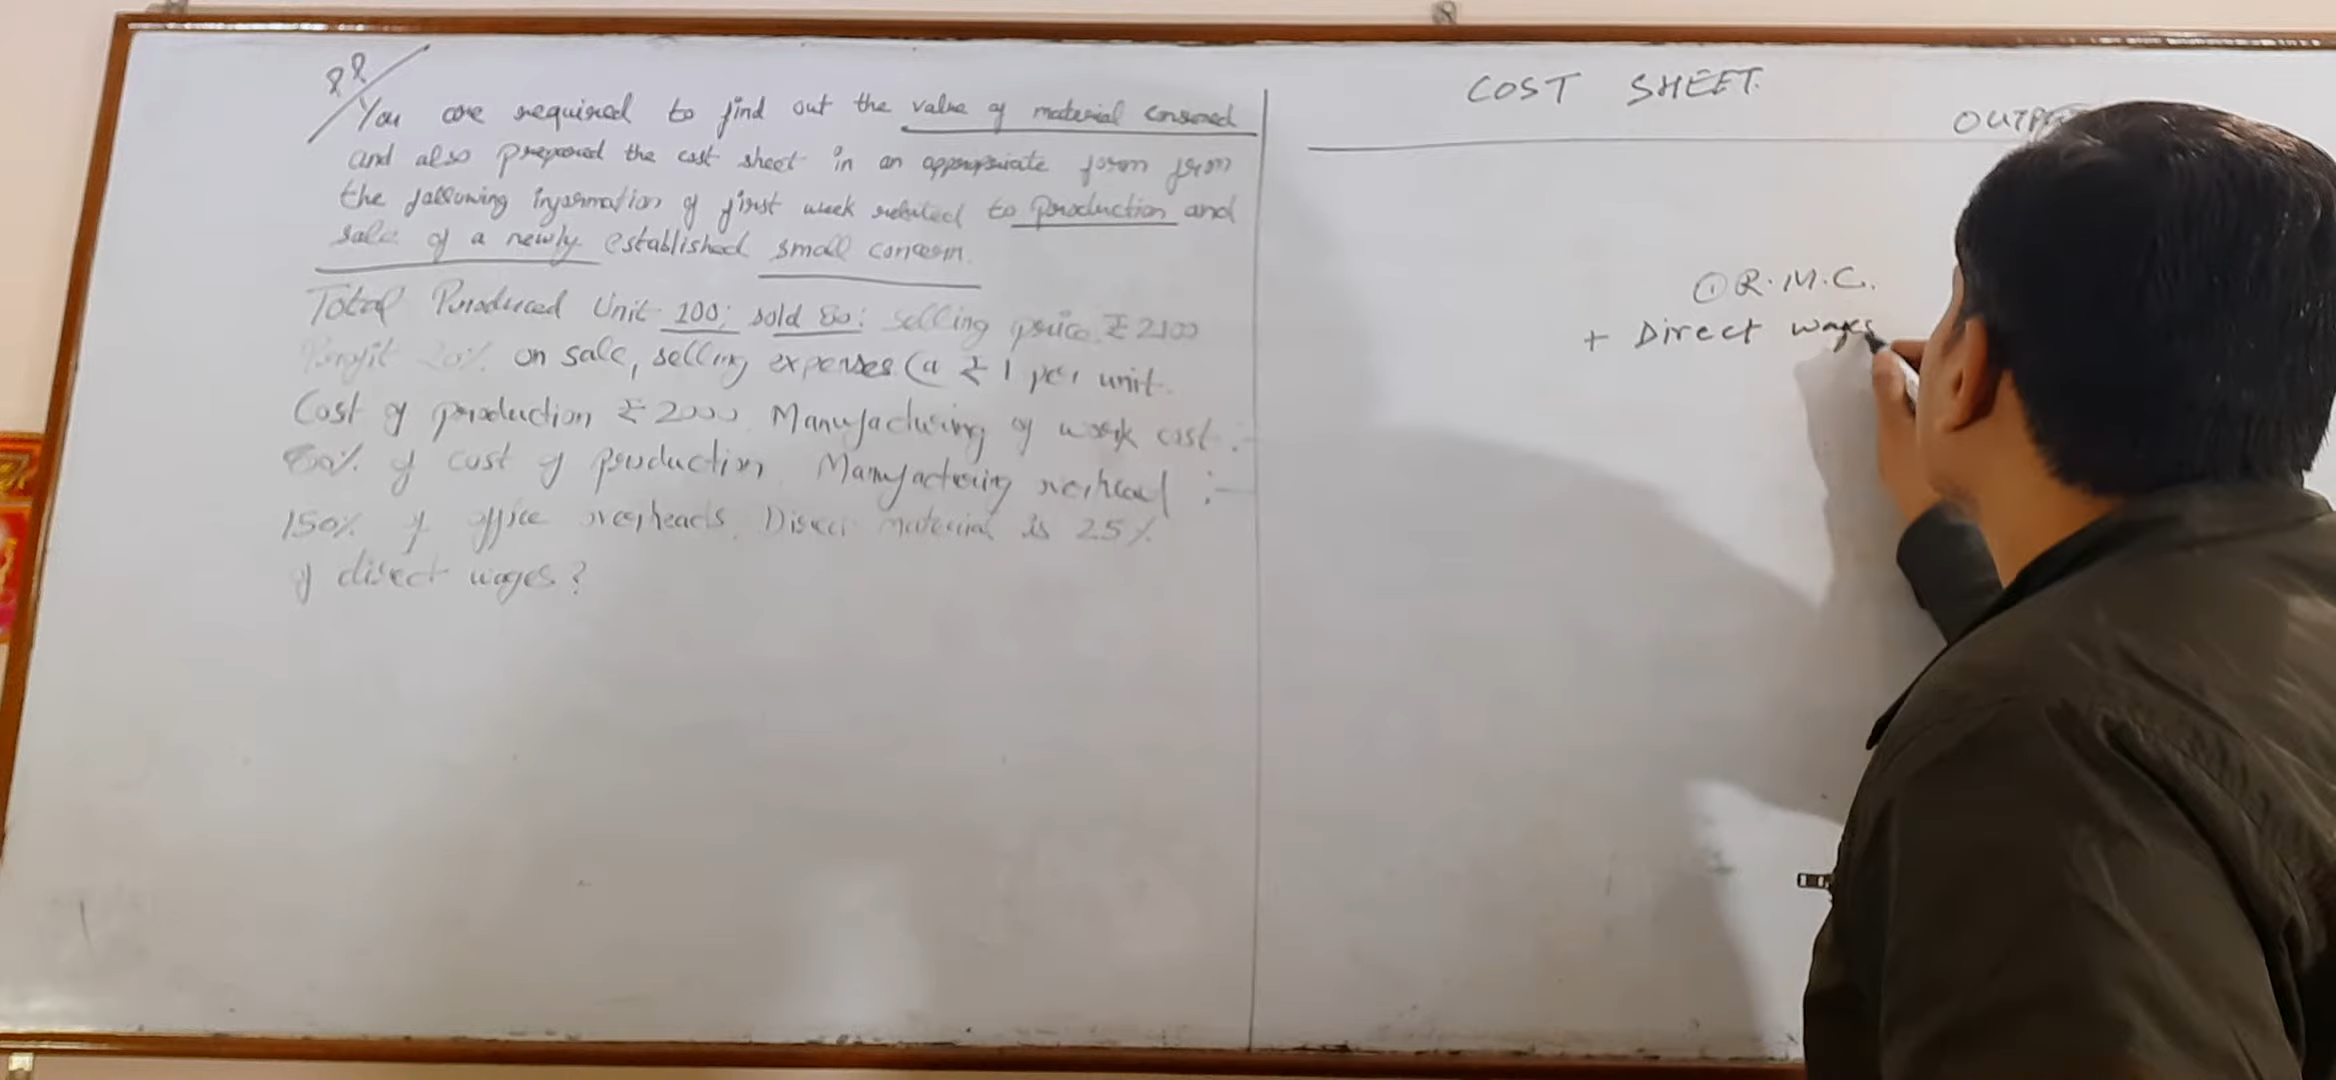 You are required to find out the value of material consumed
and also prepared the cost sheet in an appropriate form from
the following information of first week related to production and
sale of a newly established small concern.
Total Produced Unit 100; sold 80; selling price ₹ 2100
Profit 20% on sale, selling expenses @ ₹ 1 per unit.
Cost of production ₹ 2000. Manufacturing of work cost :-
80% of cost of production. Manufacturing overhead :-
150% of office overheads. Direct material is 25%
of direct wages?
COST SHEET.
① R.M.C.
+ Direct wages